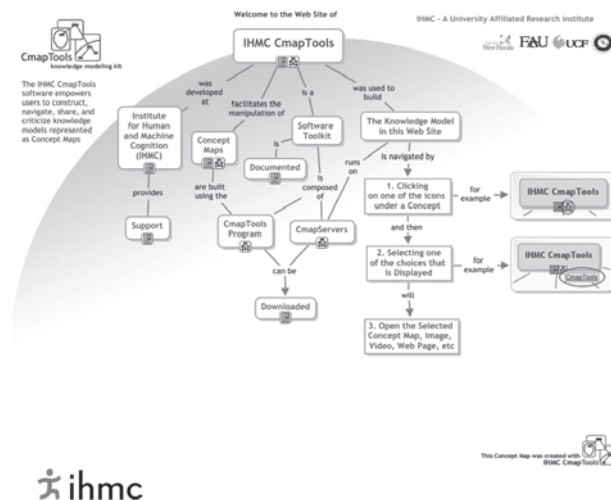 Welcome to the Web Site of
IHMC - A University Affiliated Research Institute
CmapTools
knowledge modeling kit
IHMC CmapTools
West Florida
FAU
UCF
The IHMC CmapTools
software empowers
users to construct,
navigate, share, and
criticize knowledge
models represented
as Concept Maps
was
developed
at
facilitates the
manipulation of
is a
was used to
build
Institute
for Human
and Machine
Cognition
(IHMC)
Concept
Maps
Software
Toolkit
The Knowledge Model
in this Web Site
is
Documented
runs
on
is navigated by
provides
are built
using the
is
composed
of
1. Clicking
on one of the icons
under a Concept
for
example
IHMC CmapTools
Support
CmapTools
Program
CmapServers
and then
can be
2. Selecting one
of the choices that
is Displayed
for
example
IHMC CmapTools
CmapTools
Downloaded
will
3. Open the Selected
Concept Map, Image,
Video, Web Page, etc
This Concept Map was created with
IHMC CmapTools
ihmc